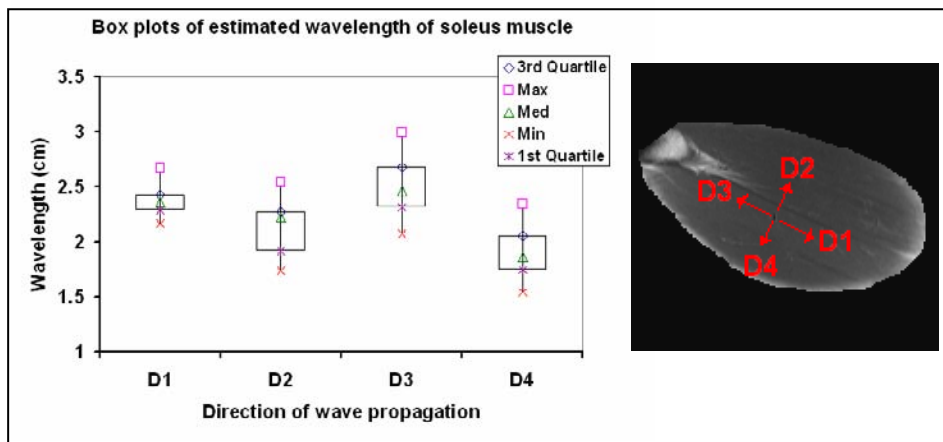 Box plots of estimated wavelength of soleus muscle
3rd Quartile
Max
Med
Min
1st Quartile
3.5
3
2.5
2
1.5
1
Wavelength (cm)
D1
D2
D3
D4
Direction of wave propagation
D2
D3
D1
D4